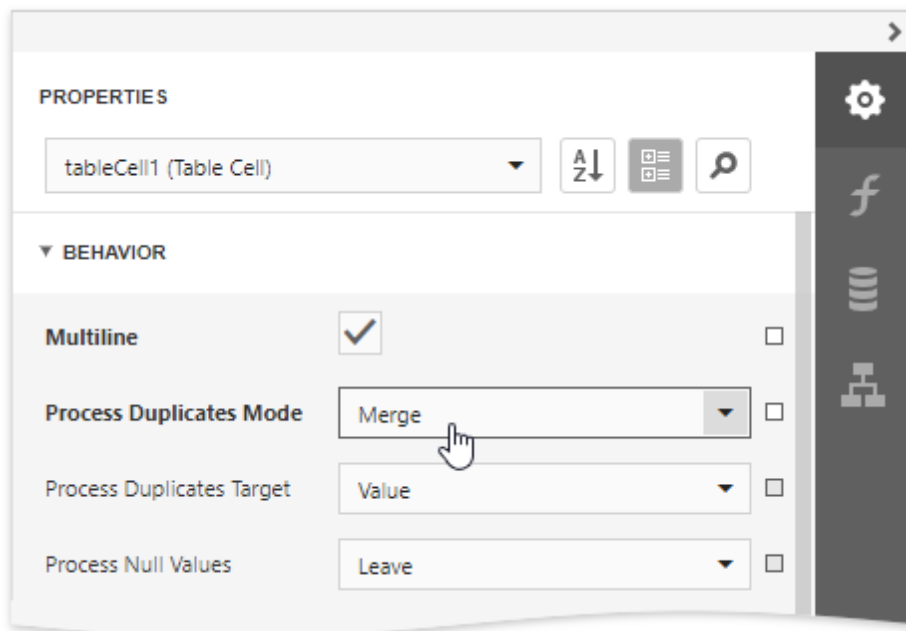 PROPERTIES
tableCell1 (Table Cell)
A
Z
BEHAVIOR
Multiline
Process Duplicates Mode Merge
Process Duplicates Target Value
Process Null Values Leave